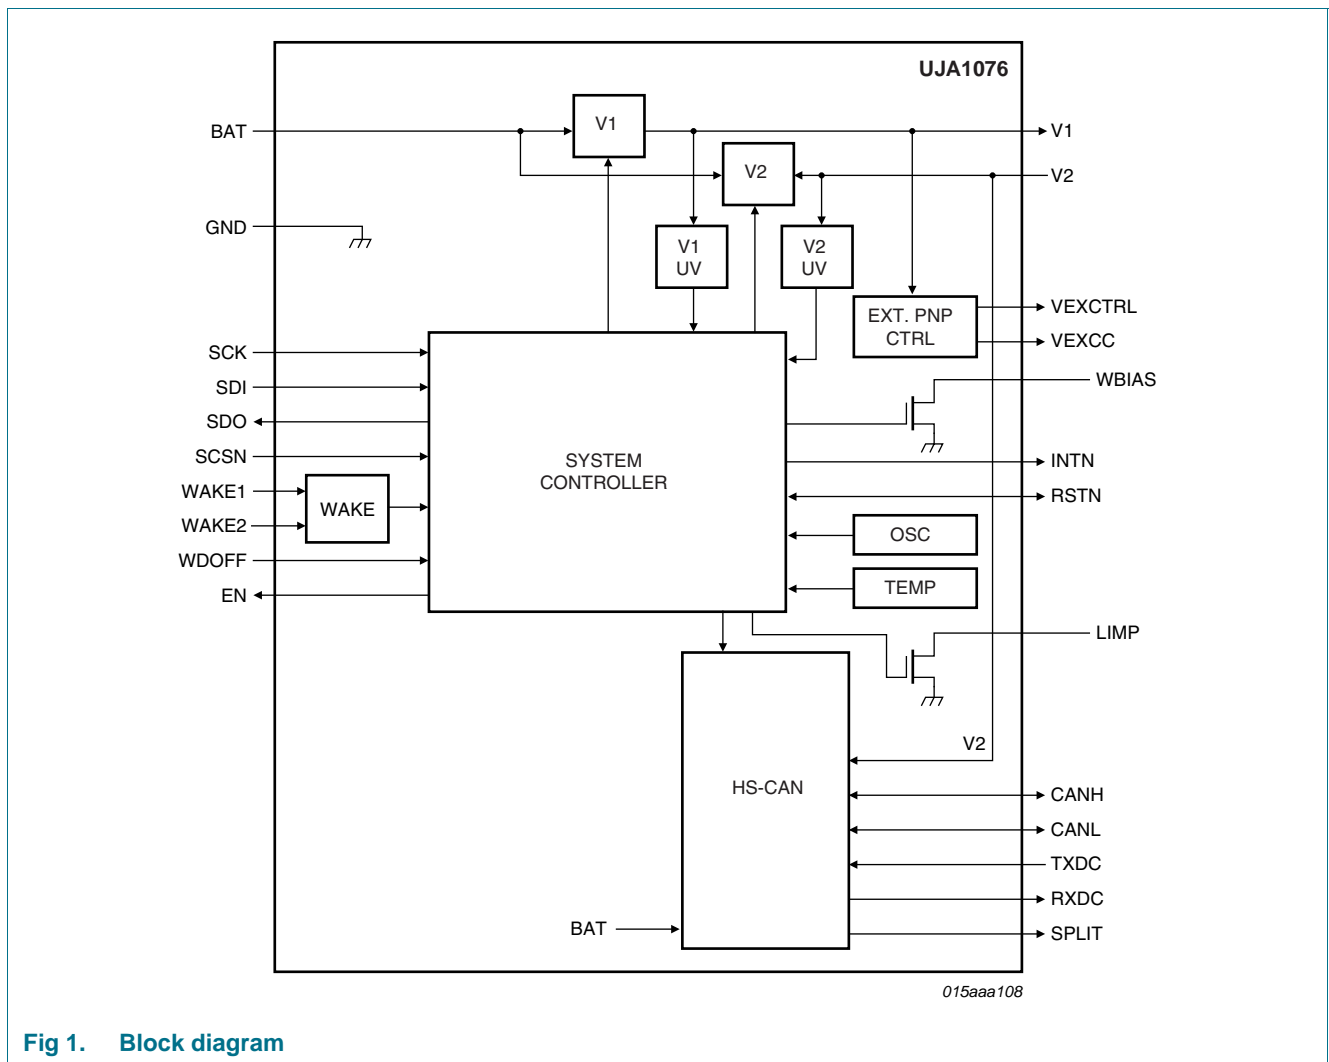 UJA1076
BAT
V1
V1
V2
V2
GND
V1
UV
V2
UV
EXT. PNP
CTRL
VEXCTRL
VEXCC
SCK
SDI
SDO
SCSN
WAKE1
WAKE2
WAKE
WDOFF
EN
SYSTEM
CONTROLLER
WBIAS
INTN
RSTN
OSC
TEMP
LIMP
V2
HS-CAN
CANH
CANL
TXDC
RXDC
SPLIT
BAT
015aaa108
Fig 1. Block diagram